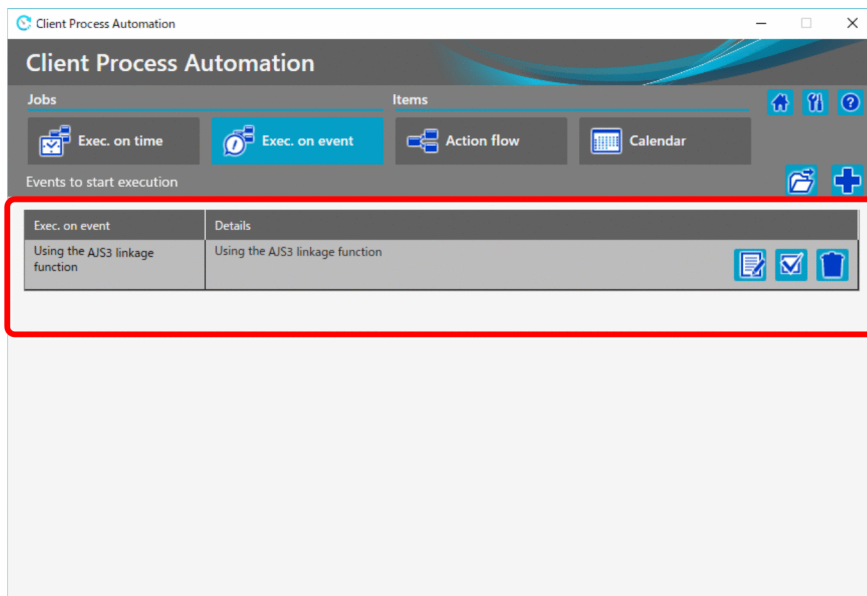 Client Process Automation
Client Process Automation
Jobs
Items
Exec. on time
Exec. on event
Action flow
Calendar
Events to start execution
Exec. on event
Details
Using the AJS3 linkage
function
Using the AJS3 linkage function